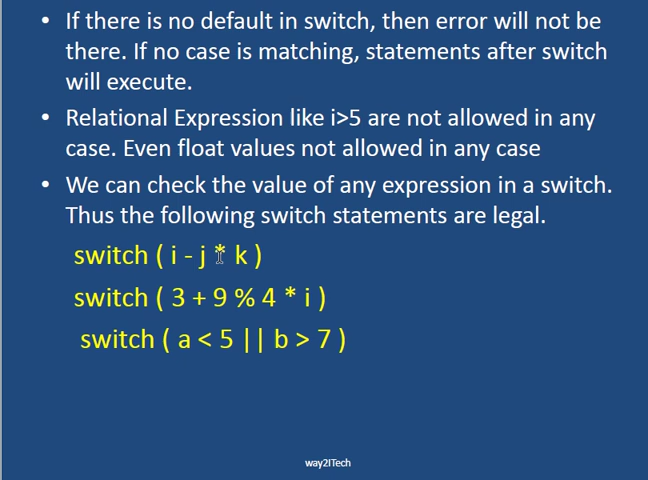 • If there is no default in switch, then error will not be
there. If no case is matching, statements after switch
will execute.
• Relational Expression like i>5 are not allowed in any
case. Even float values not allowed in any case
• We can check the value of any expression in a switch.
Thus the following switch statements are legal.
switch ( i - j * k )
switch ( 3 + 9 % 4 * i )
switch ( a < 5 || b > 7 )
way2ITech